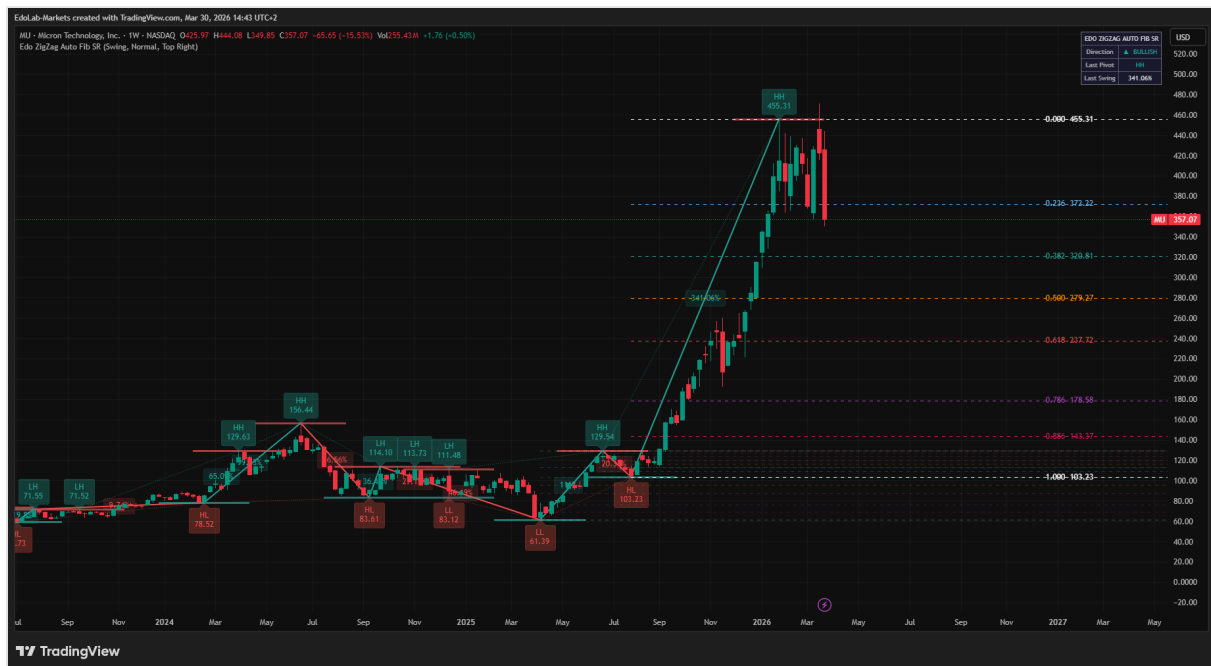 EdoLab-Markets created with TradingView.com, Mar 30, 2026 14:43 UTC+2
MU · Micron Technology, Inc. · 1W · NASDAQ O425.97 H444.08 L349.85 C357.07 -65.65 (-15.53%) Vol255.43M +1.76 (+0.50%)
Edo ZigZag Auto Fib SR (Swing, Normal, Top Right)
EDO ZIGZAG AUTO FIB SR
Direction ▲ BULLISH
Last Pivot HH
Last Swing 341.06%
USD
520.00
500.00
480.00
460.00
440.00
420.00
400.00
380.00
MU 357.07
340.00
320.00
300.00
280.00
260.00
240.00
220.00
200.00
180.00
160.00
140.00
120.00
100.00
80.00
60.00
40.00
20.00
0.0000
-20.00
HH
455.31
0.000 455.31
0.236 372.22
0.382 320.81
341.06%
0.500 279.27
0.618 237.72
0.786 178.58
0.886 143.37
1.000 103.23
HH
156.44
HH
129.63
LH
114.10
LH
113.73
LH
111.48
HH
129.54
LH
71.55
LH
71.52
HL
78.52
HL
83.61
LL
83.12
LL
61.39
HL
103.23
Sep Nov 2024 Mar May Jul Sep Nov 2025 Mar May Jul Sep Nov 2026 Mar May Jul Sep Nov 2027 Mar May
TradingView